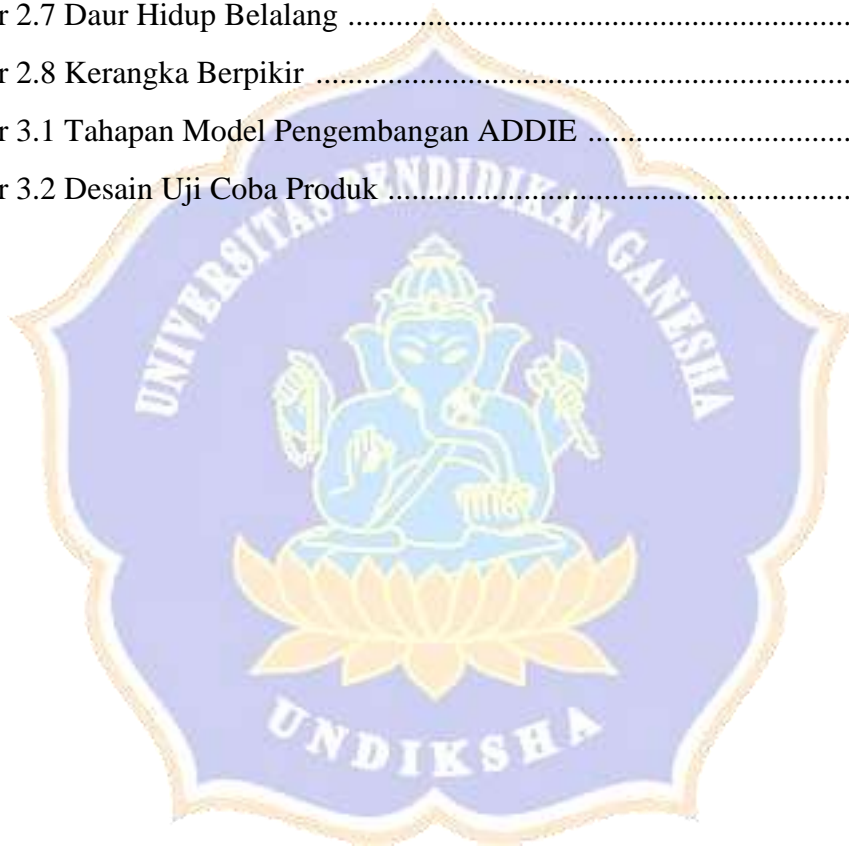 r 2.7 Daur Hidup Belalang ....................................................................
r 2.8 Kerangka Berpikir .........................................................................
r 3.1 Tahapan Model Pengembangan ADDIE ...................................
r 3.2 Desain Uji Coba Produk ...............................................................
UNIVERSITAS PENDIDIKAN GANESHA
UNDIKSHA